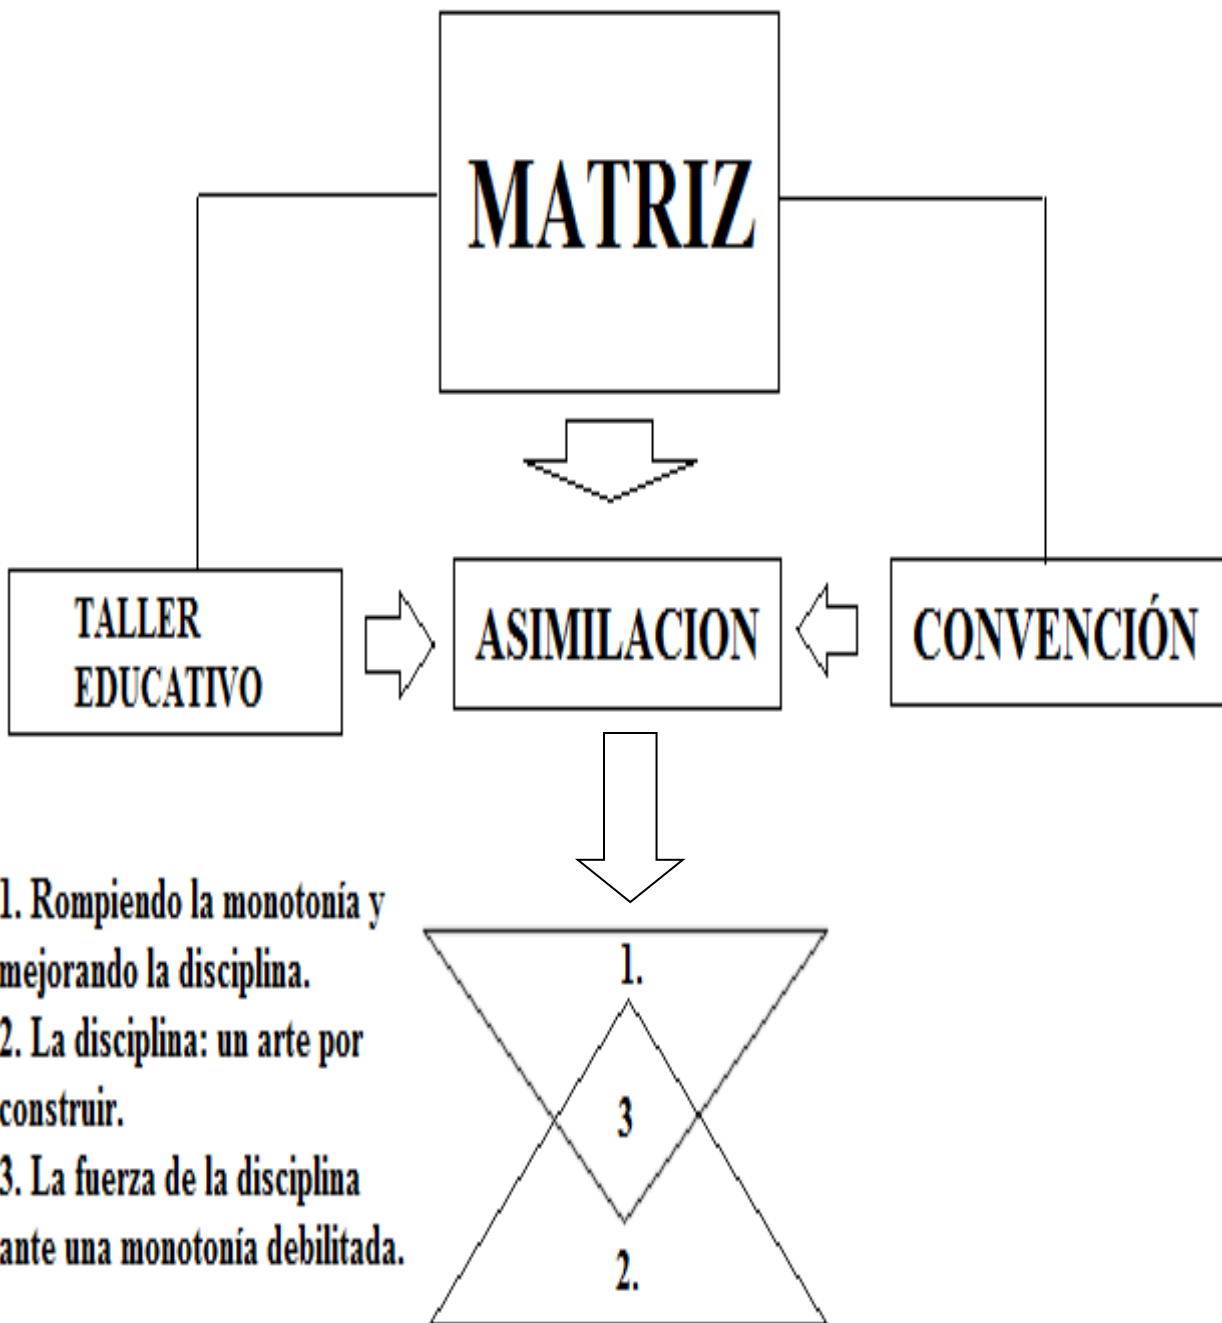 MATRIZ
TALLER
EDUCATIVO
ASIMILACION
CONVENCIÓN
1. Rompiendo la monotonía y
mejorando la disciplina.
2. La disciplina: un arte por
construir.
3. La fuerza de la disciplina
ante una monotonía debilitada.
1.
3
2.